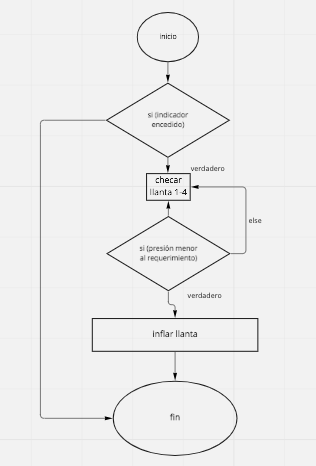 inicio
si (indicador
encedido)
verdadero
checar
llanta 1-4
else
si (presión menor
al requerimiento)
verdadero
inflar llanta
fin